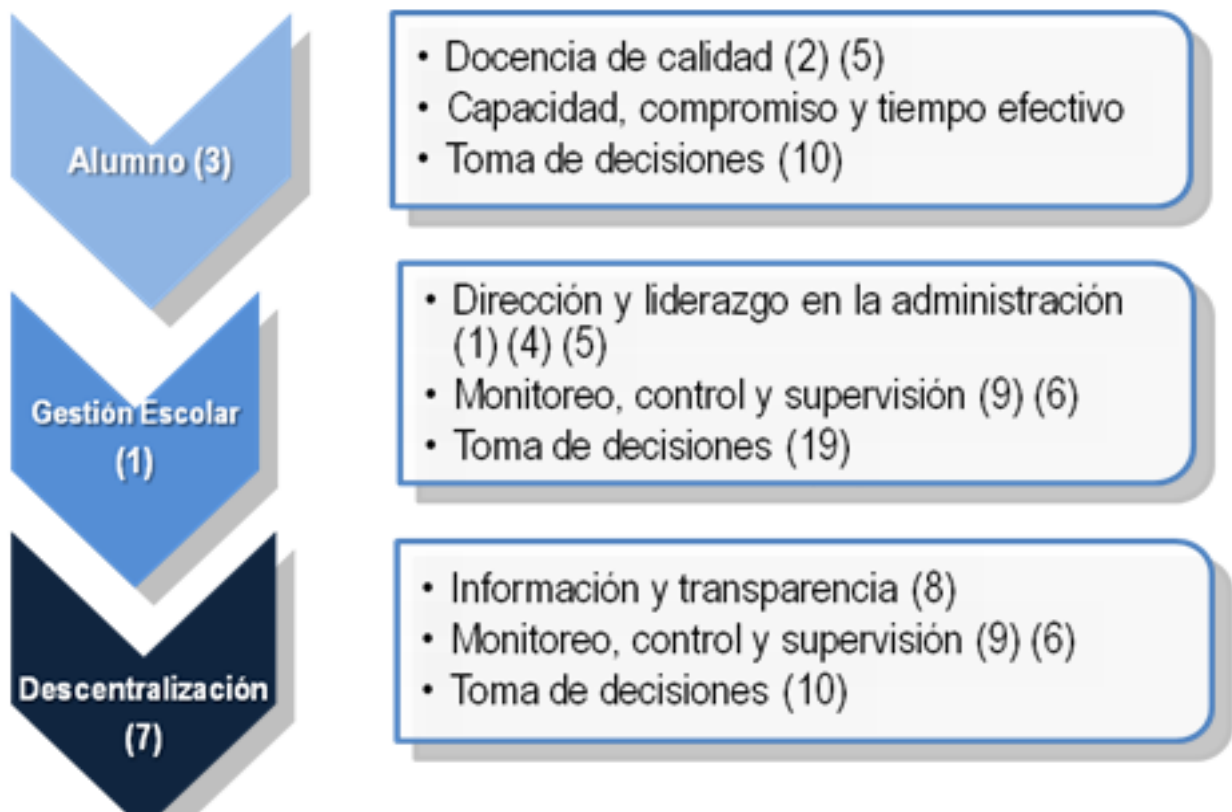 Alumno (3)
• Docencia de calidad (2) (5)
• Capacidad, compromiso y tiempo efectivo
• Toma de decisiones (10)
Gestión Escolar
(1)
• Dirección y liderazgo en la administración
(1) (4) (5)
• Monitoreo, control y supervisión (9) (6)
• Toma de decisiones (19)
Descentralización
(7)
• Información y transparencia (8)
• Monitoreo, control y supervisión (9) (6)
• Toma de decisiones (10)